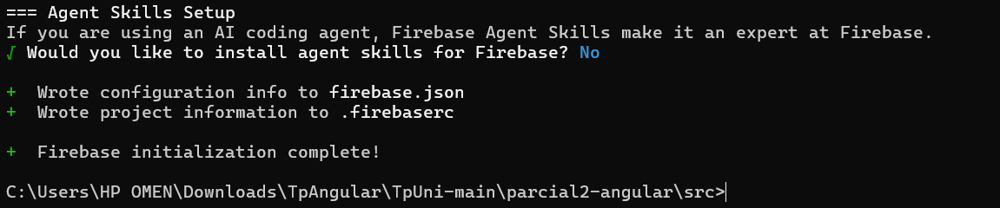 === Agent Skills Setup
If you are using an AI coding agent, Firebase Agent Skills make it an expert at Firebase.
√ Would you like to install agent skills for Firebase? No
+  Wrote configuration info to firebase.json
+  Wrote project information to .firebaserc
+  Firebase initialization complete!
C:\Users\HP OMEN\Downloads\TpAngular\TpUni-main\parcial2-angular\src>